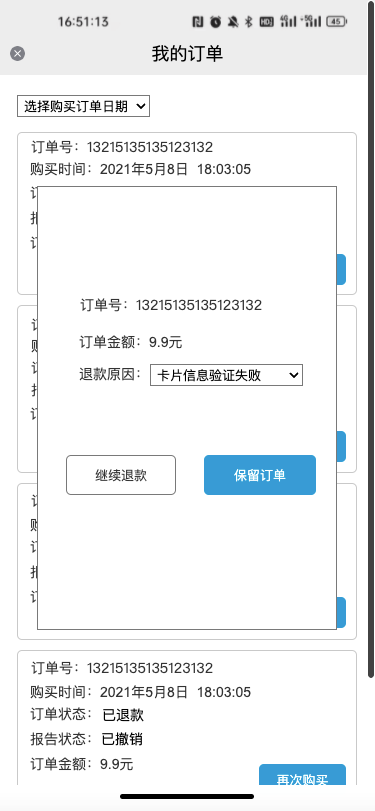 16:51:13
45
我的订单
选择购买订单日期
订单号：13215135135123132
购买时间：2021年5月8日 18:03:05
订单号：13215135135123132
订单金额：9.9元
退款原因：卡片信息验证失败
继续退款 保留订单
订单号：13215135135123132
购买时间：2021年5月8日 18:03:05
订单状态：已退款
报告状态：已撤销
订单金额：9.9元
再次购买